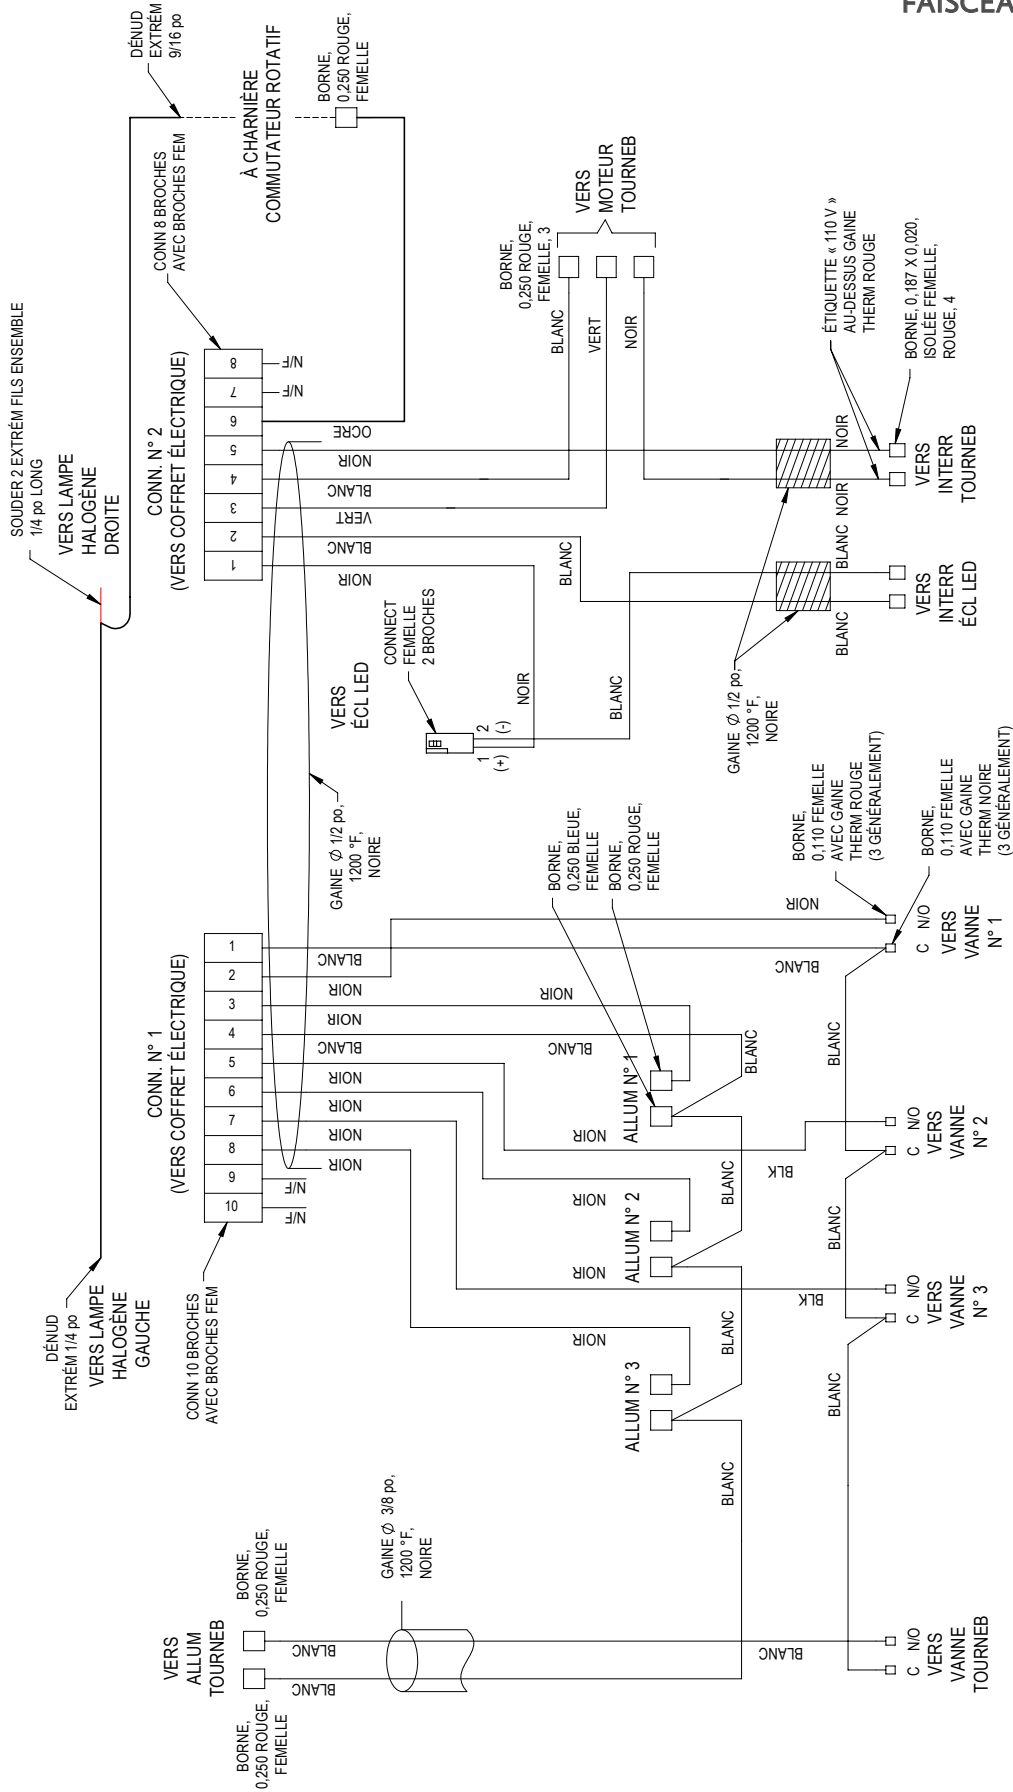 FAISCEA
DÉNUD
EXTRÉM
9/16 po
À CHARNIÈRE
COMMUTATEUR ROTATIF
BORNE,
0,250 ROUGE,
FEMELLE
CONN 8 BROCHES
AVEC BROCHES FEM
SOUDER 2 EXTRÉM FILS ENSEMBLE
1/4 po LONG
VERS LAMPE
HALOGÈNE
DROITE
CONN. N° 2
(VERS COFFRET ÉLECTRIQUE)
8
7
6
5
4
3
2
1
N/F
N/F
OCRE
NOIR
BLANC
VERT
BLANC
NOIR
BORNE,
0,250 ROUGE,
FEMELLE, 3
VERS
MOTEUR
TOURNEB
BLANC
VERT
NOIR
ÉTIQUETTE « 110 V »
AU-DESSUS GAINE
THERM ROUGE
BORNE, 0,187 X 0,020,
ISOLÉE FEMELLE,
ROUGE, 4
NOIR
NOIR
VERS
INTERR
TOURNEB
BLANC
BLANC
BLANC
VERS
INTERR
ÉCL LED
GAINE Ø 1/2 po,
1200 °F,
NOIRE
VERS
ÉCL LED
CONNECT
FEMELLE
2 BROCHES
1
(+)
2
(-)
NOIR
BLANC
GAINE Ø 1/2 po,
1200 °F,
NOIRE
DÉNUD
EXTRÉM 1/4 po
VERS LAMPE
HALOGÈNE
GAUCHE
CONN. N° 1
(VERS COFFRET ÉLECTRIQUE)
CONN 10 BROCHES
AVEC BROCHES FEM
1
2
3
4
5
6
7
8
9
10
BLANC
NOIR
NOIR
BLANC
NOIR
NOIR
NOIR
NOIR
N/F
N/F
BORNE,
0,250 BLEUE,
FEMELLE
BORNE,
0,250 ROUGE,
FEMELLE
BORNE,
0,110 FEMELLE
AVEC GAINE
THERM ROUGE
(3 GÉNÉRALEMENT)
BORNE,
0,110 FEMELLE
AVEC GAINE
THERM NOIRE
(3 GÉNÉRALEMENT)
NOIR
BLANC
C N/O
VERS
VANNE
N° 1
NOIR
BLANC
ALLUM N° 1
BLANC
BLANC
NOIR
BLK
C N/O
VERS
VANNE
N° 2
NOIR
ALLUM N° 2
BLANC
BLANC
NOIR
BLK
C N/O
VERS
VANNE
N° 3
NOIR
ALLUM N° 3
BLANC
BLANC
BLANC
VERS
ALLUM
TOURNEB
BORNE,
0,250 ROUGE,
FEMELLE
BORNE,
0,250 ROUGE,
FEMELLE
BLANC
BLANC
GAINE Ø 3/8 po,
1200 °F,
NOIRE
BLANC
C N/O
VERS
VANNE
TOURNEB